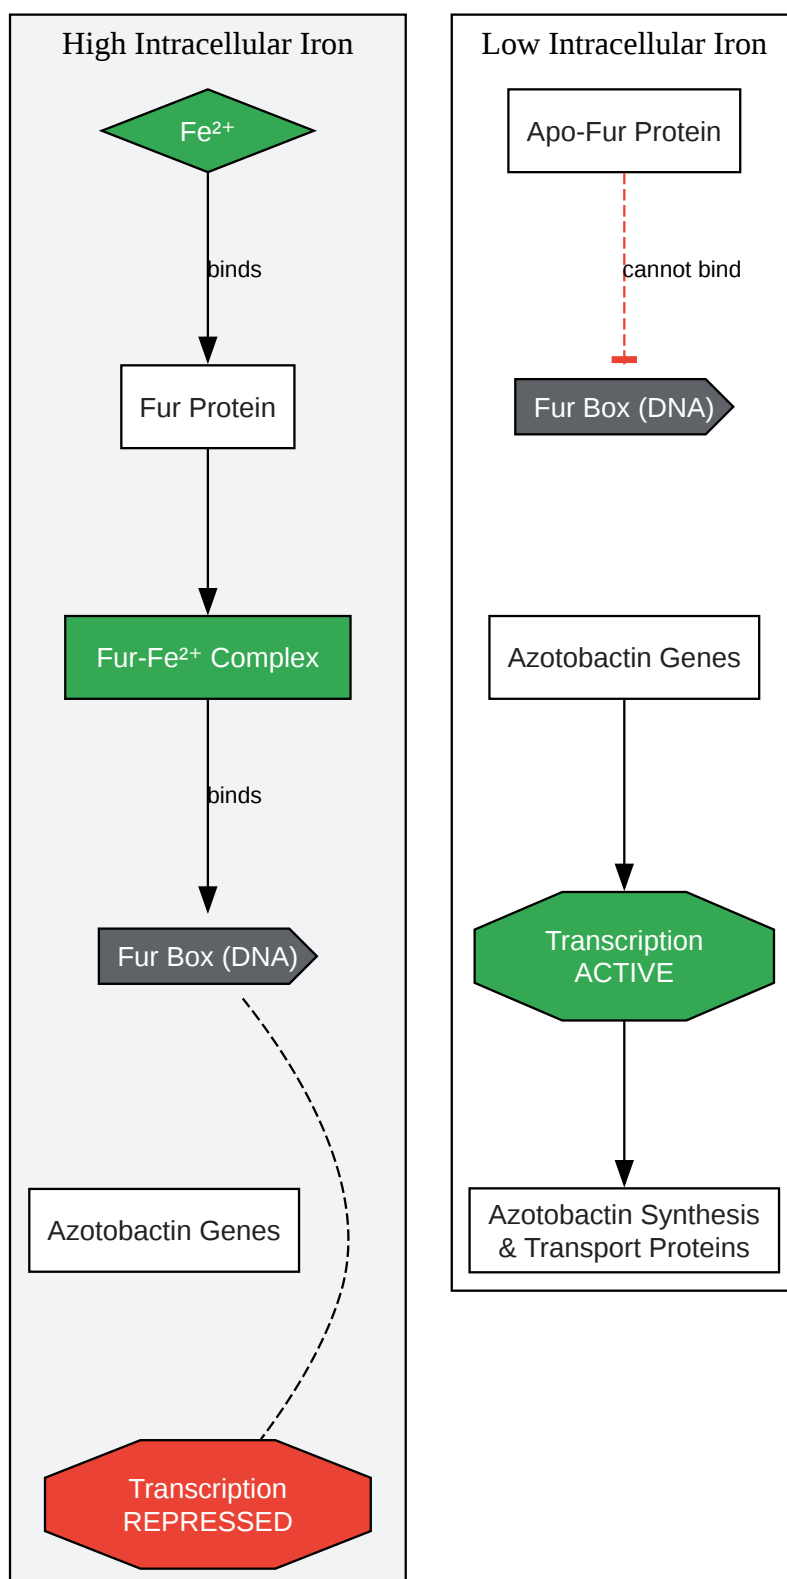 High Intracellular Iron
Fe²⁺
binds
Fur Protein
Fur-Fe²⁺ Complex
binds
Fur Box (DNA)
Azotobactin Genes
Transcription
REPRESSED
Low Intracellular Iron
Apo-Fur Protein
cannot bind
Fur Box (DNA)
Azotobactin Genes
Transcription
ACTIVE
Azotobactin Synthesis
& Transport Proteins